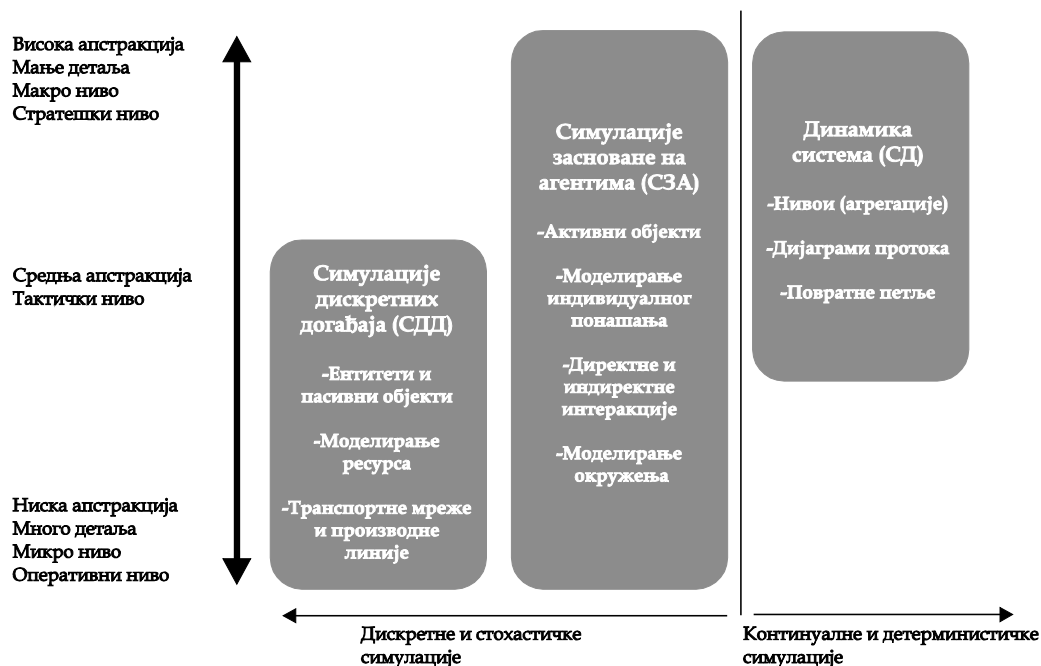 Висока апстракција
Мање детаља
Макро ниво
Стратешки ниво
Средња апстракција
Тактички ниво
Ниска апстракција
Много детаља
Микро ниво
Оперативни ниво
Симулације
дискретних
догађаја (СДД)
-Ентитети и
пасивни објекти
-Моделирање
ресурса
-Транспортне мреже
и производне
линије
Симулације
засноване на
агентима (СЗА)
-Активни објекти
-Моделирање
индивидуалног
понашања
-Директне и
индиректне
интеракције
-Моделирање
окружења
Динамика
система (СД)
-Нивои (агрегације)
-Дијаграми протока
-Повратне петље
Дискретне и стохастичке
симулације
Континуалне и детерминистичке
симулације